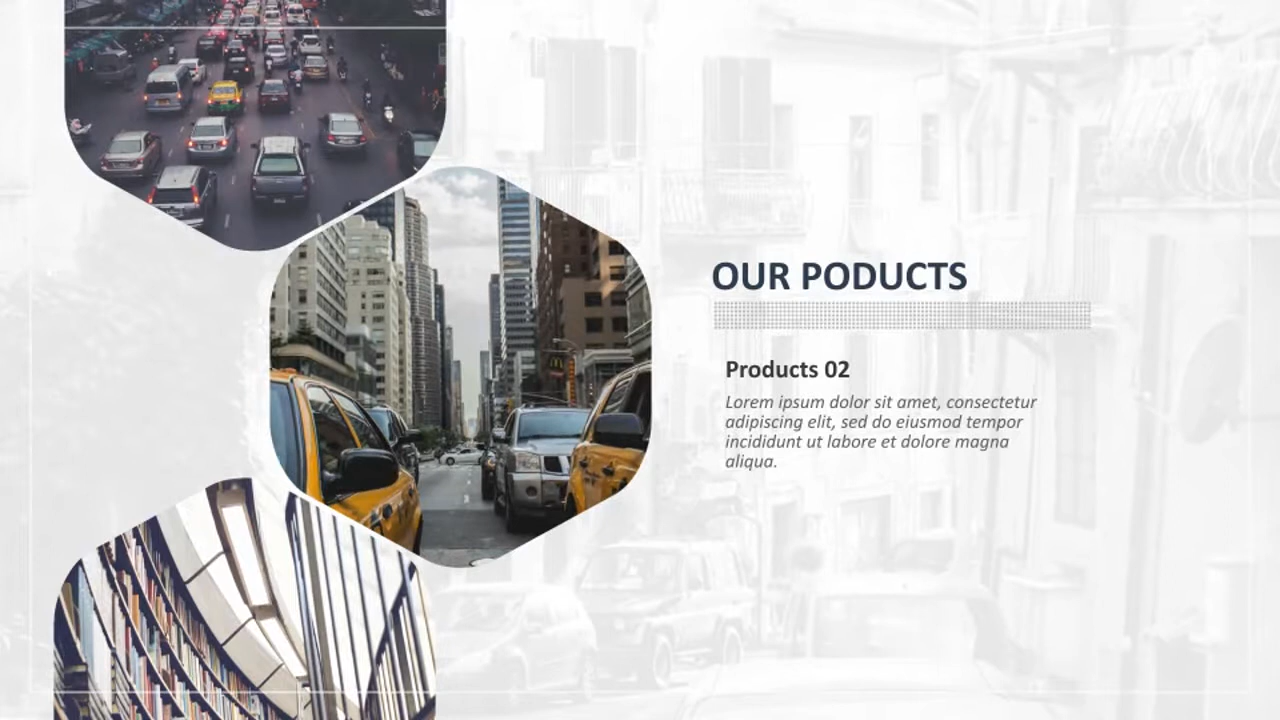 OUR PODUCTS
Products 02
Lorem ipsum dolor sit amet, consectetur
adipiscing elit, sed do eiusmod tempor
incididunt ut labore et dolore magna
aliqua.